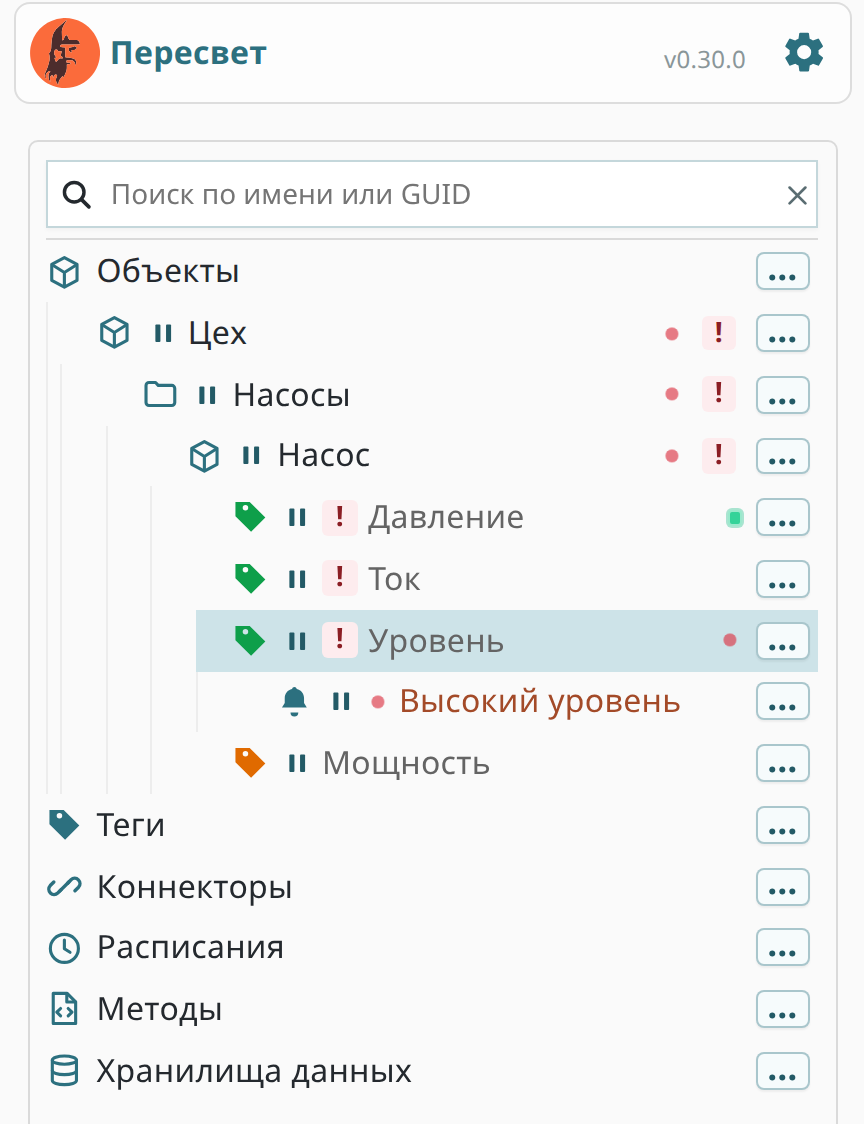 Пересвет
v0.30.0
Поиск по имени или GUID
Объекты
...
Цех
!
...
Насосы
!
...
Насос
!
...
! Давление
...
! Ток
...
! Уровень
...
Высокий уровень
...
Мощность
...
Теги
...
Коннекторы
...
Расписания
...
Методы
...
Хранилища данных
...